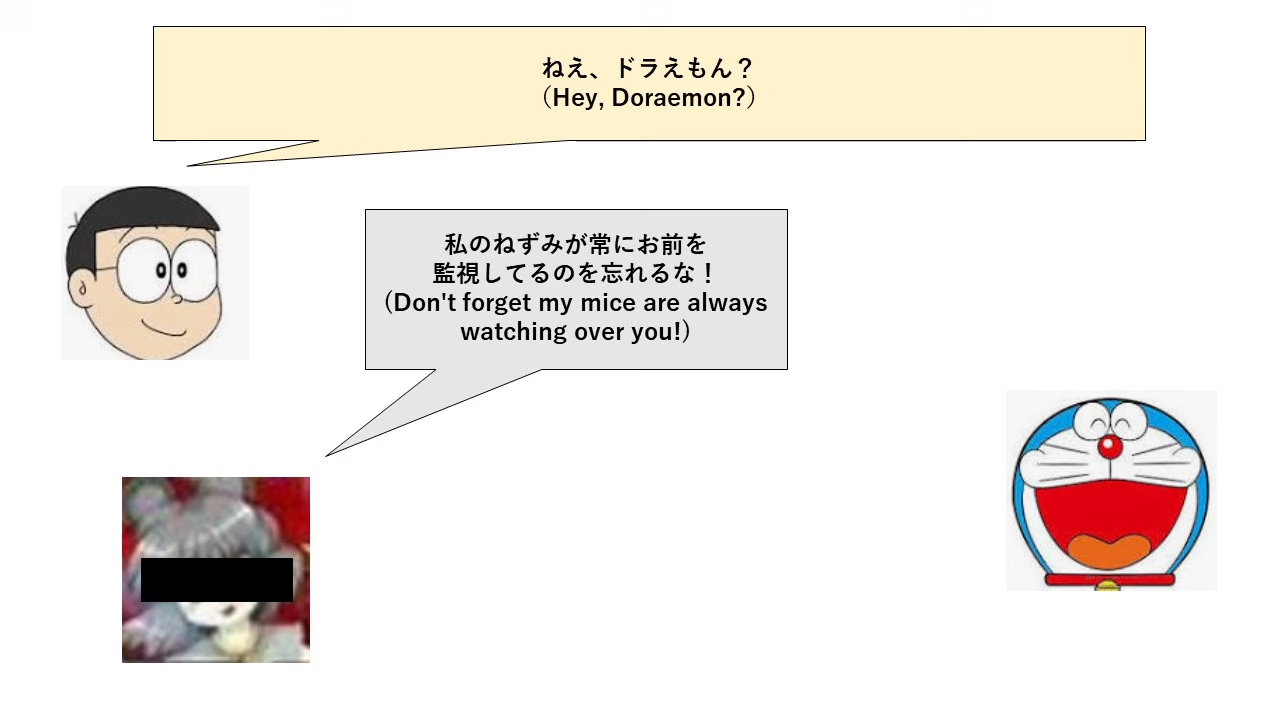 ねえ、ドラえもん？
（Hey, Doraemon?）
私のねずみが常にお前を
監視してるのを忘れるな！
（Don't forget my mice are always
watching over you!）